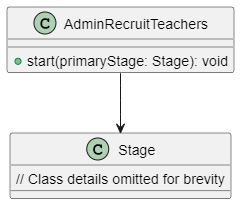 C AdminRecruitTeachers
start(primaryStage: Stage): void
C Stage
// Class details omitted for brevity